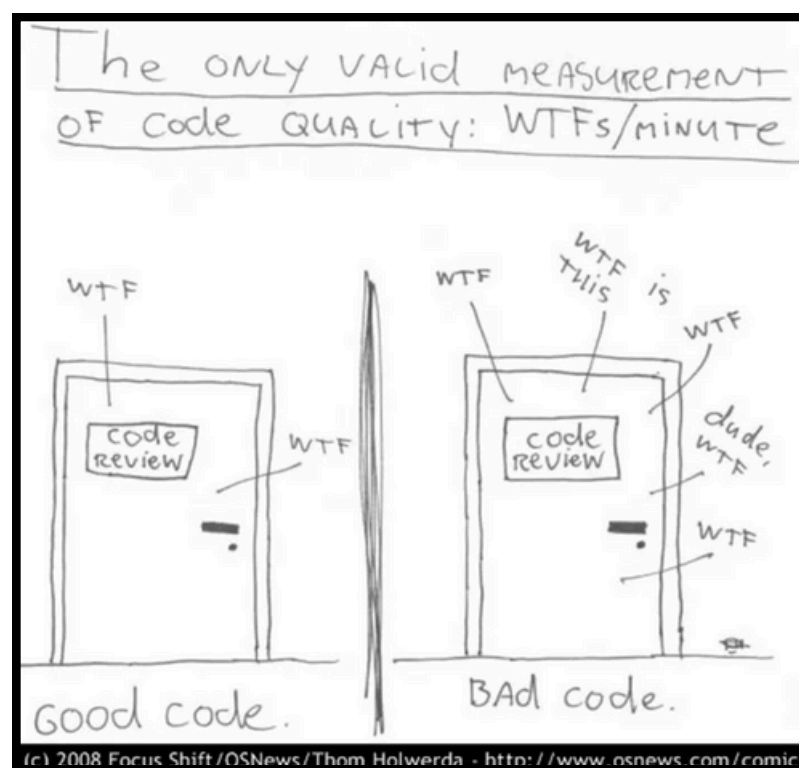 The ONLY VALid MEASUREMENT
OF Code QUALITY: WTFs/MINUTE
WTF
Code
REVIEW
WTF
GOOD CODE.
WTF
WTF is
THIS
WTF
dude,
WTF
Code
REVIEW
WTF
BAd code.
(c) 2008 Focus Shift/OSNews/Thom Holwerda - http://www.osnews.com/comic